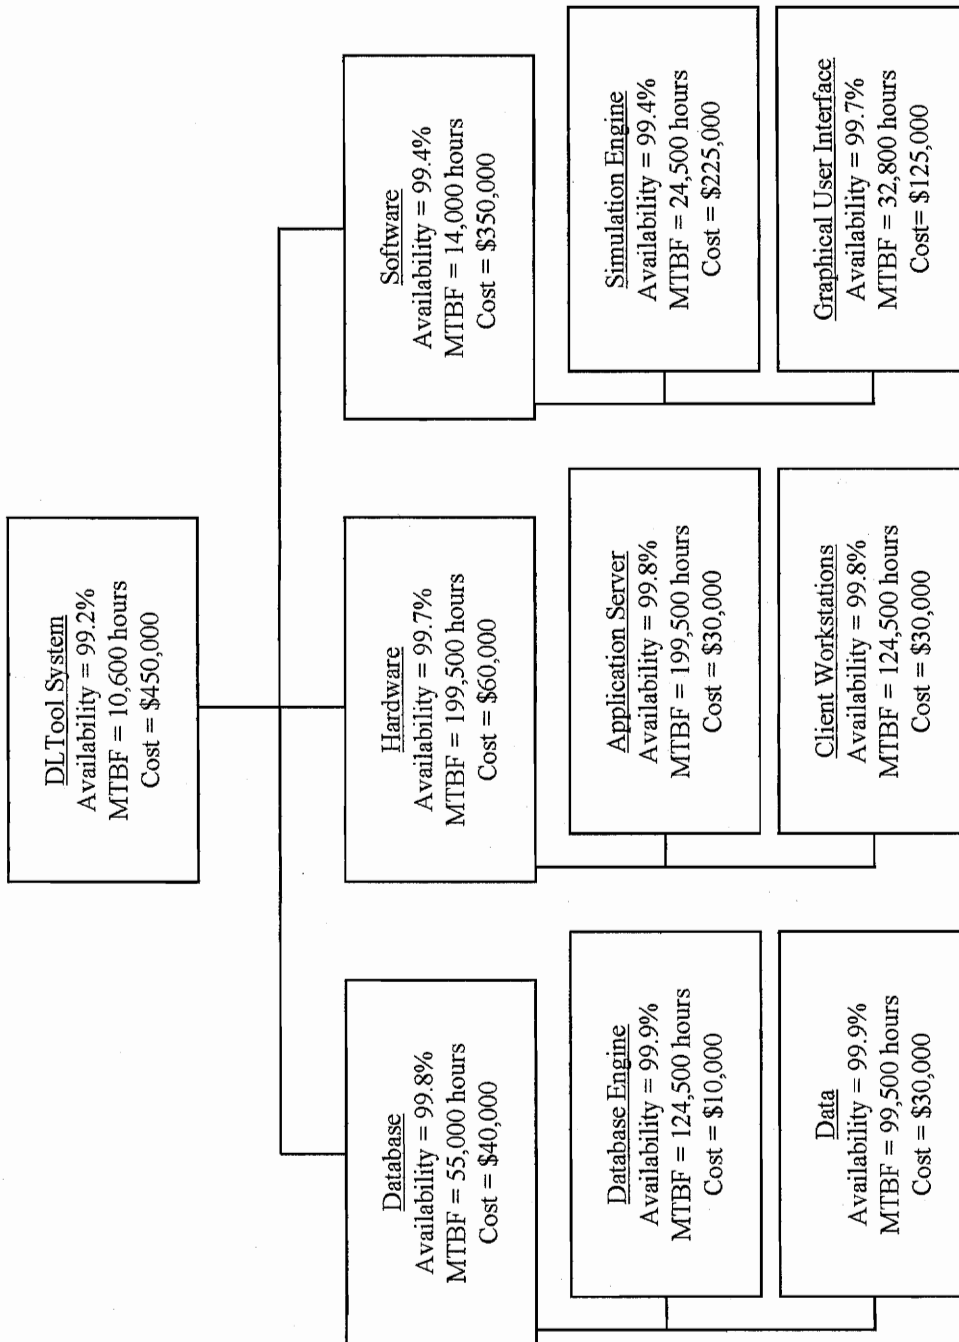 DLTool System
Availability = 99.2%
MTBF = 10,600 hours
Cost = $450,000
Database
Availability = 99.8%
MTBF = 55,000 hours
Cost = $40,000
Database Engine
Availability = 99.9%
MTBF = 124,500 hours
Cost = $10,000
Data
Availability = 99.9%
MTBF = 99,500 hours
Cost = $30,000
Hardware
Availability = 99.7%
MTBF = 199,500 hours
Cost = $60,000
Application Server
Availability = 99.8%
MTBF = 199,500 hours
Cost = $30,000
Client Workstations
Availability = 99.8%
MTBF = 124,500 hours
Cost = $30,000
Software
Availability = 99.4%
MTBF = 14,000 hours
Cost = $350,000
Simulation Engine
Availability = 99.4%
MTBF = 24,500 hours
Cost = $225,000
Graphical User Interface
Availability = 99.7%
MTBF = 32,800 hours
Cost= $125,000